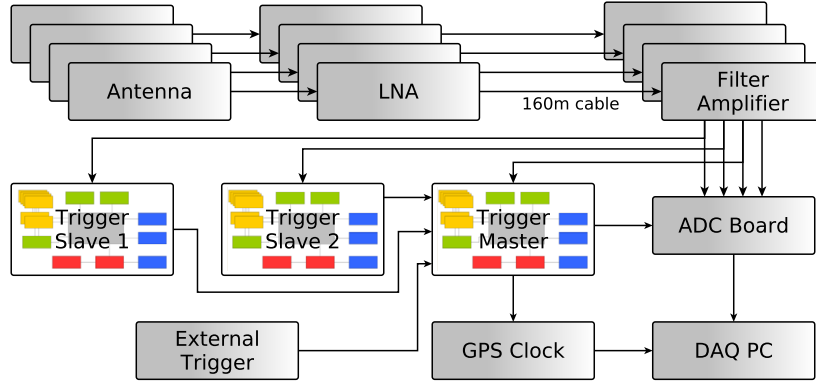 Antenna
LNA
160m cable
Filter
Amplifier
Trigger
Slave 1
Trigger
Slave 2
Trigger
Master
ADC Board
External
Trigger
GPS Clock
DAQ PC